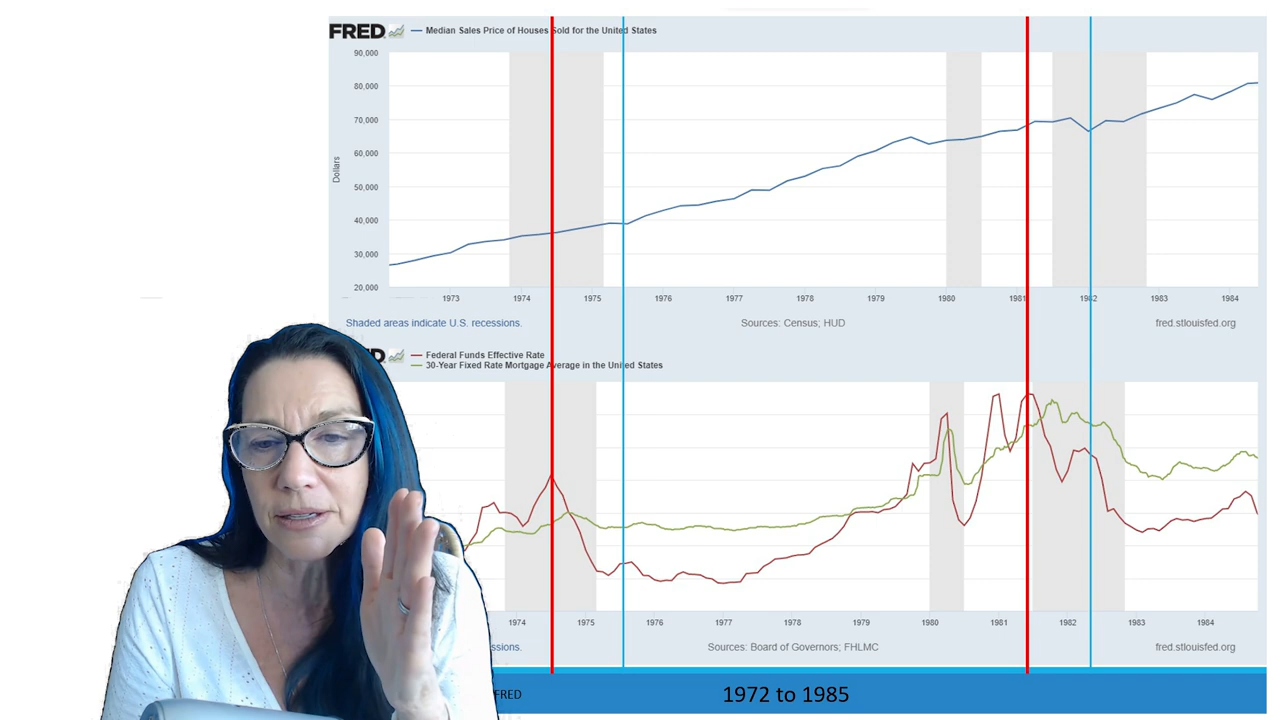 FRED — Median Sales Price of Houses Sold for the United States
90,000
80,000
70,000
60,000
50,000
40,000
30,000
20,000
Dollars
1973 1974 1975 1976 1977 1978 1979 1980 1981 1982 1983 1984
Shaded areas indicate U.S. recessions. Sources: Census; HUD fred.stlouisfed.org
— Federal Funds Effective Rate
— 30-Year Fixed Rate Mortgage Average in the United States
1974 1975 1976 1977 1978 1979 1980 1981 1982 1983 1984
Sources: Board of Governors; FHLMC fred.stlouisfed.org
FRED 1972 to 1985